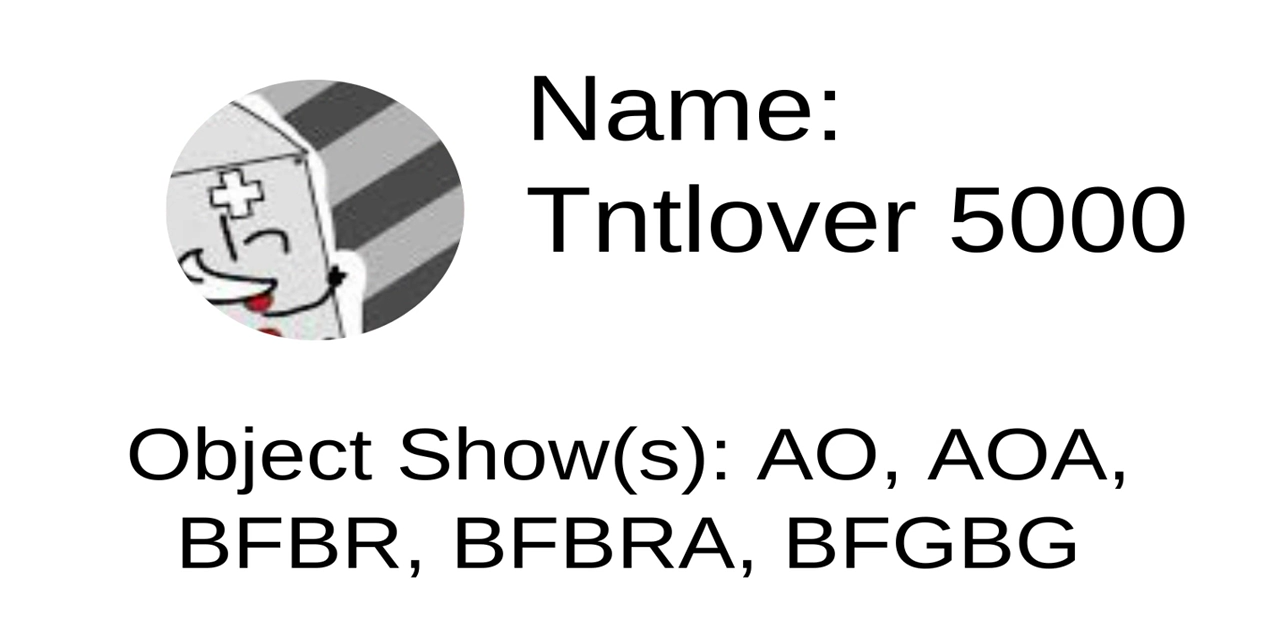 Name:
Tntlover 5000
Object Show(s): AO, AOA,
BFBR, BFBRA, BFGBG